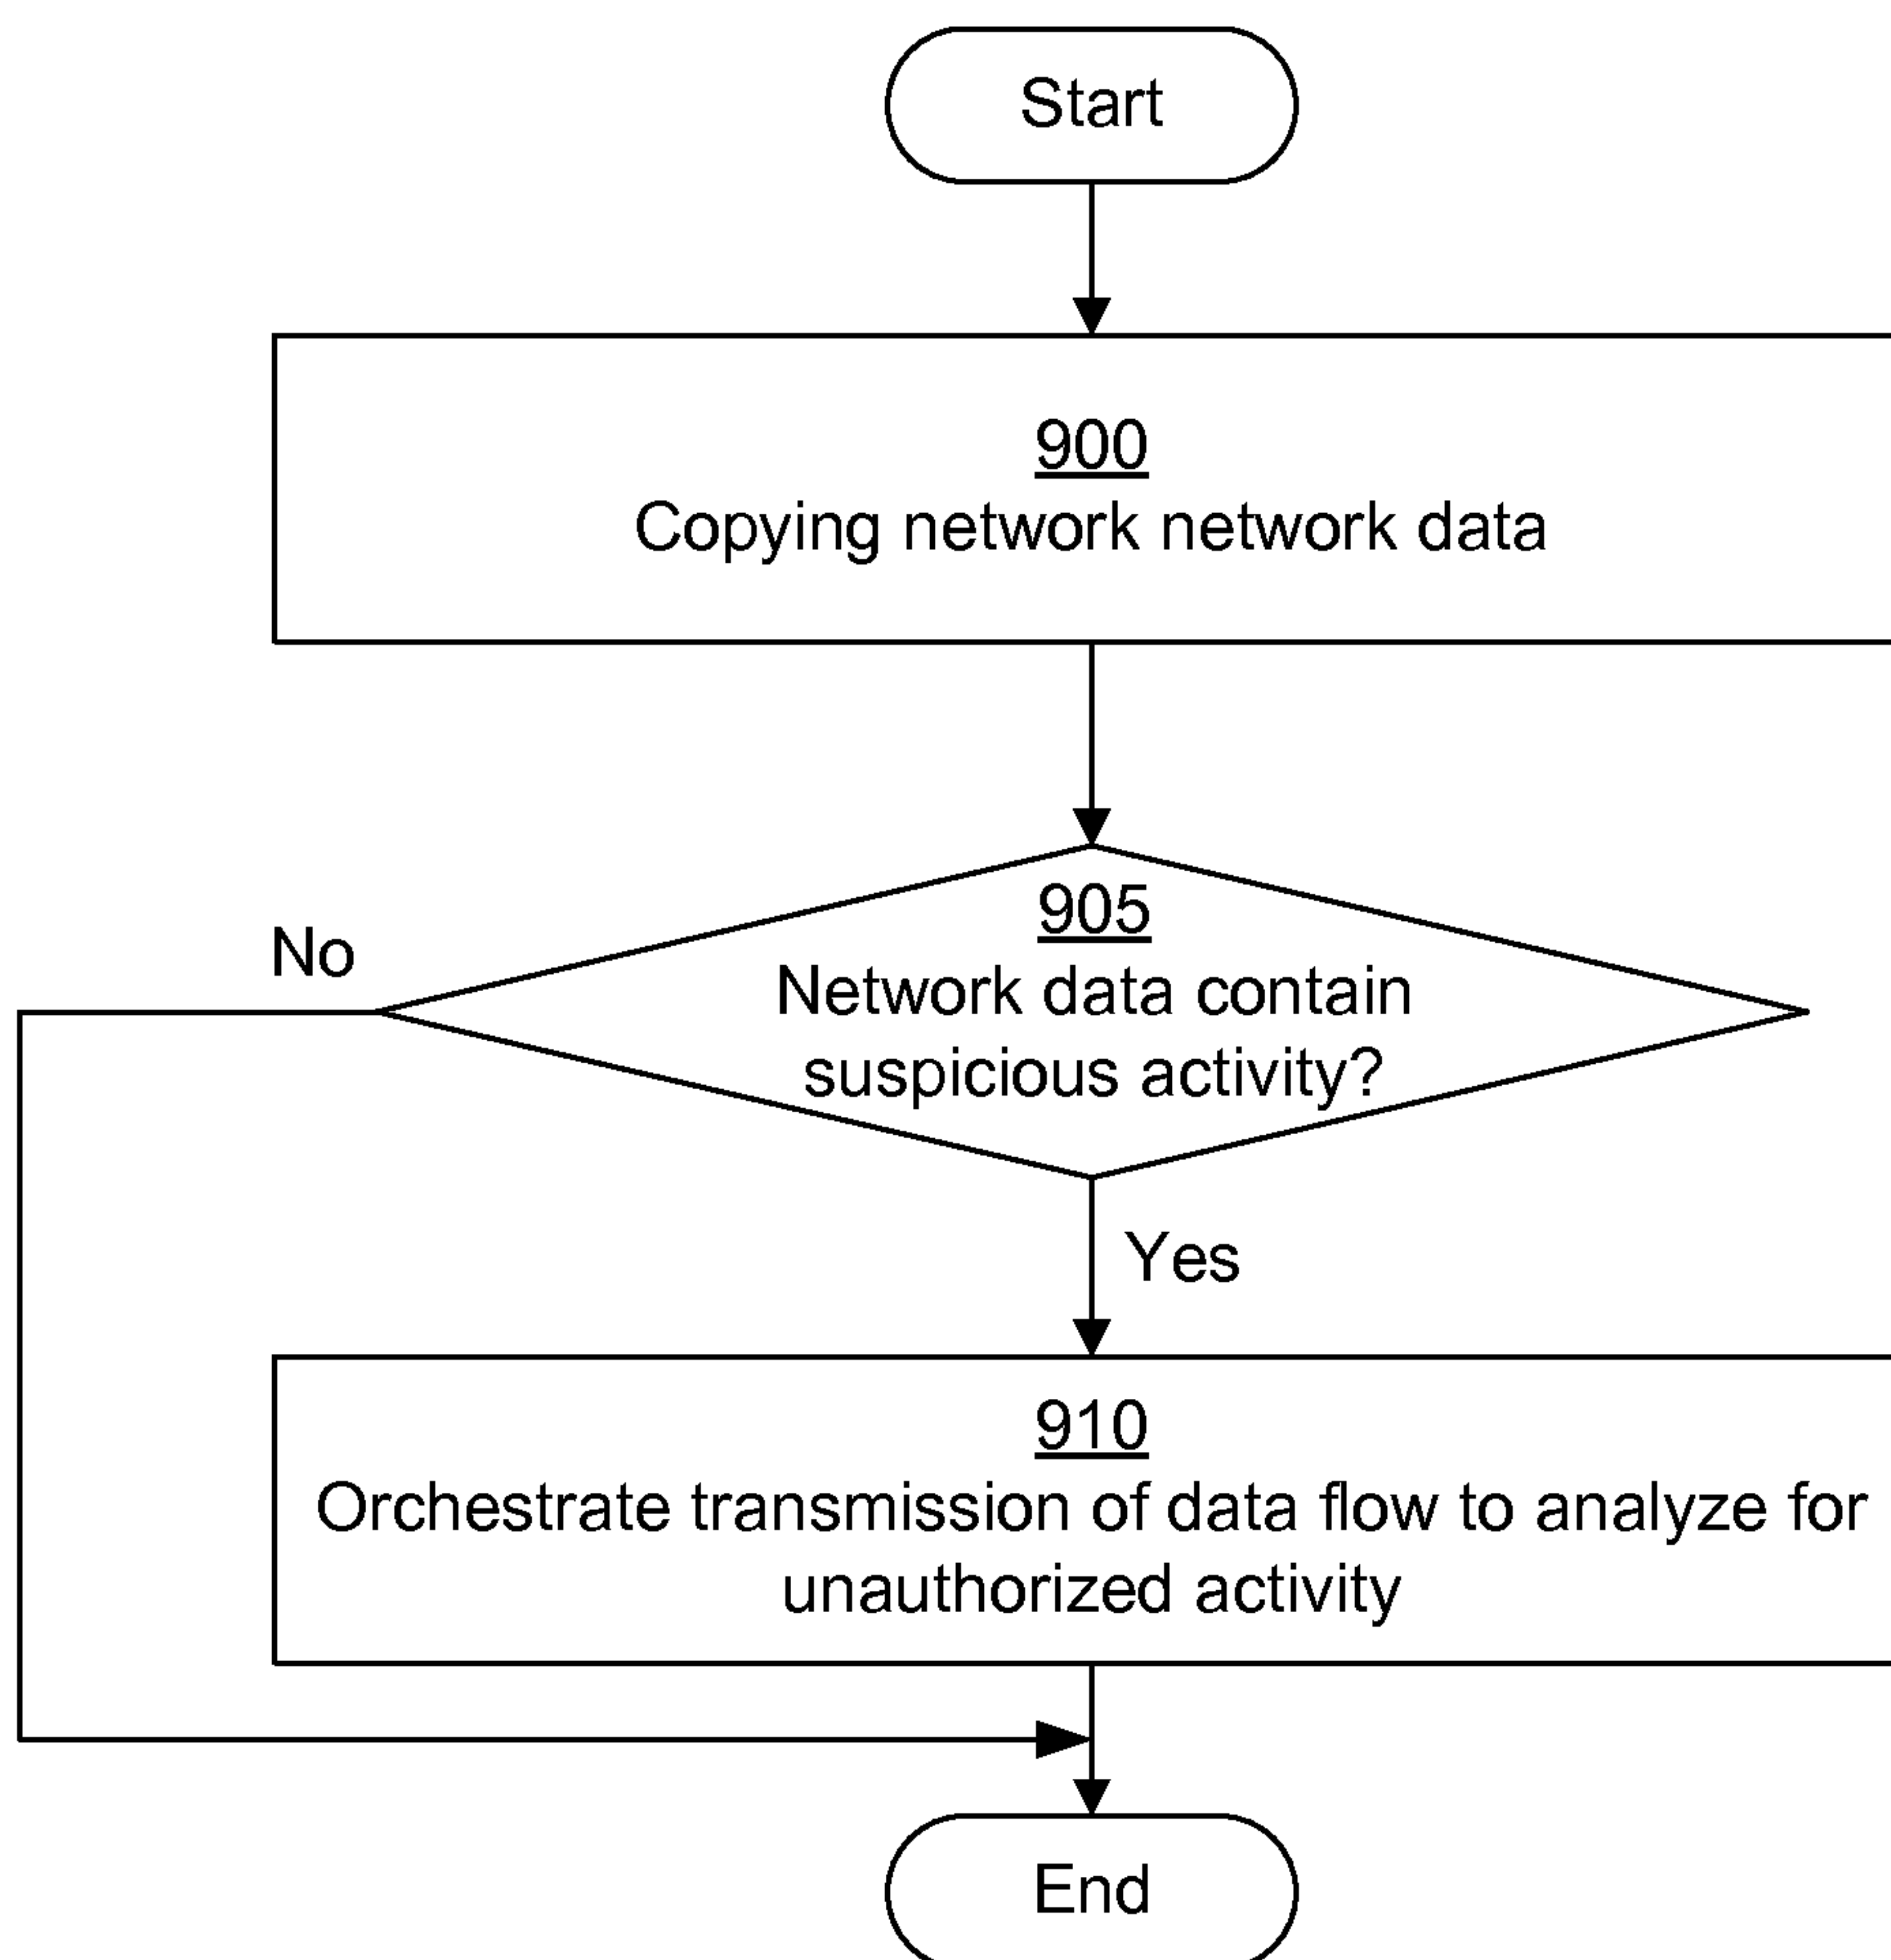 Start
900
Copying network network data
905
Network data contain
suspicious activity?
No
Yes
910
Orchestrate transmission of data flow to analyze for
unauthorized activity
End